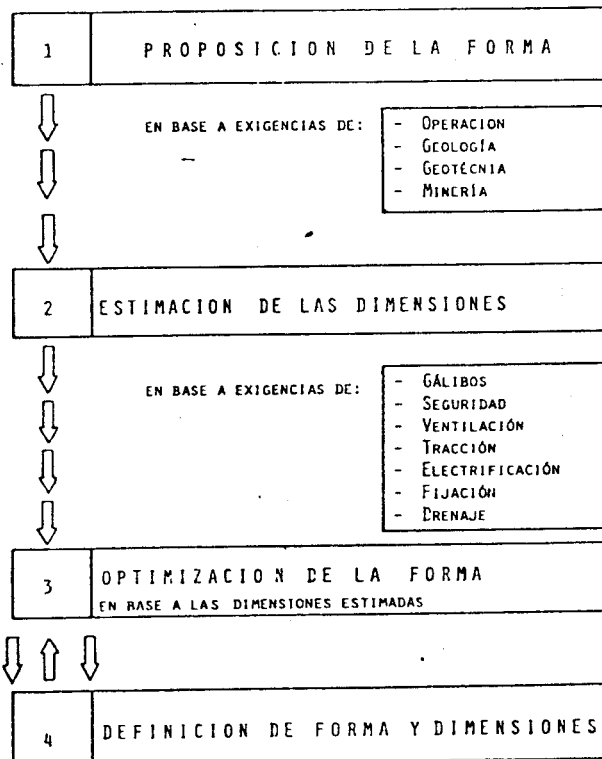 1 PROPOSICION DE LA FORMA
EN BASE A EXIGENCIAS DE:
- OPERACION
- GEOLOGÍA
- GEOTÉCNIA
- MINERÍA
2 ESTIMACION DE LAS DIMENSIONES
EN BASE A EXIGENCIAS DE:
- GÁLIBOS
- SEGURIDAD
- VENTILACIÓN
- TRACCIÓN
- ELECTRIFICACIÓN
- FIJACIÓN
- DRENAJE
3 OPTIMIZACION DE LA FORMA
EN BASE A LAS DIMENSIONES ESTIMADAS
4 DEFINICION DE FORMA Y DIMENSIONES